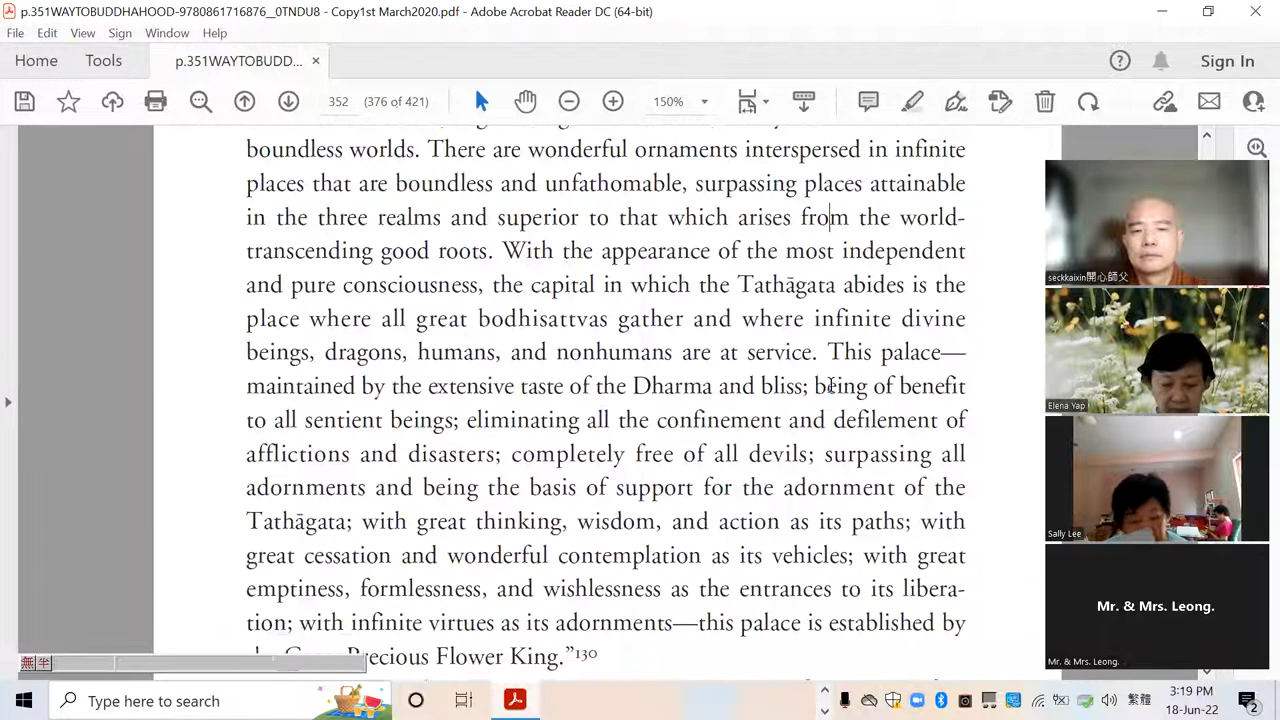 p.351WAYTOBUDDHAHOOD-9780861716876__0TNDU8 - Copy1st March2020.pdf - Adobe Acrobat Reader DC (64-bit)
File Edit View Sign Window Help
Home Tools p.351WAYTOBUDD... × Sign In
352 (376 of 421) 150%
boundless worlds. There are wonderful ornaments interspersed in infinite
places that are boundless and unfathomable, surpassing places attainable
in the three realms and superior to that which arises from the world-
transcending good roots. With the appearance of the most independent
and pure consciousness, the capital in which the Tathāgata abides is the
place where all great bodhisattvas gather and where infinite divine
beings, dragons, humans, and nonhumans are at service. This palace—
maintained by the extensive taste of the Dharma and bliss; being of benefit
to all sentient beings; eliminating all the confinement and defilement of
afflictions and disasters; completely free of all devils; surpassing all
adornments and being the basis of support for the adornment of the
Tathāgata; with great thinking, wisdom, and action as its paths; with
great cessation and wonderful contemplation as its vehicles; with great
emptiness, formlessness, and wishlessness as the entrances to its libera-
tion; with infinite virtues as its adornments—this palace is established by
Precious Flower King.”130
seckkaixin開心師父
Elena Yap
Sally Lee
Mr. & Mrs. Leong.
Mr. & Mrs. Leong.
Type here to search
繁體
3:19 PM
18-Jun-22
2